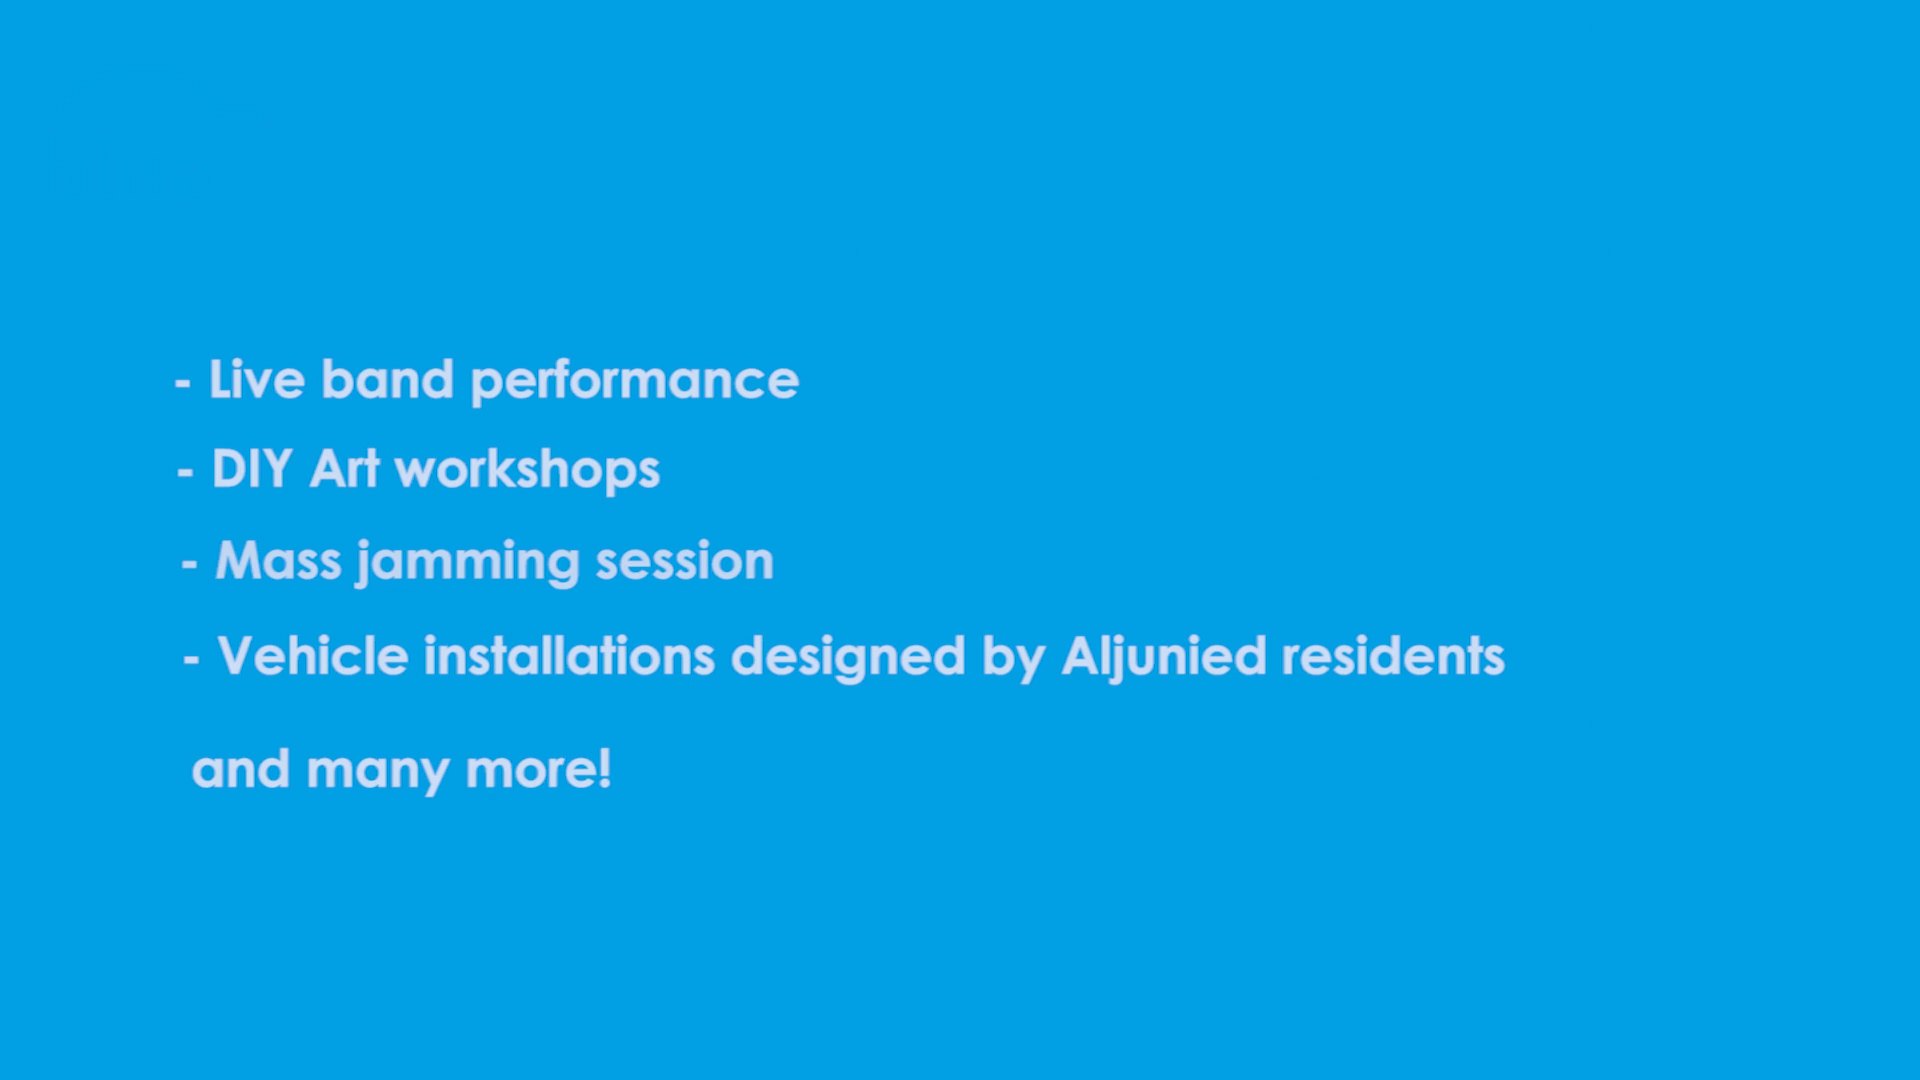 - Live band performance
- DIY Art workshops
- Mass jamming session
- Vehicle installations designed by Aljunied residents
and many more!